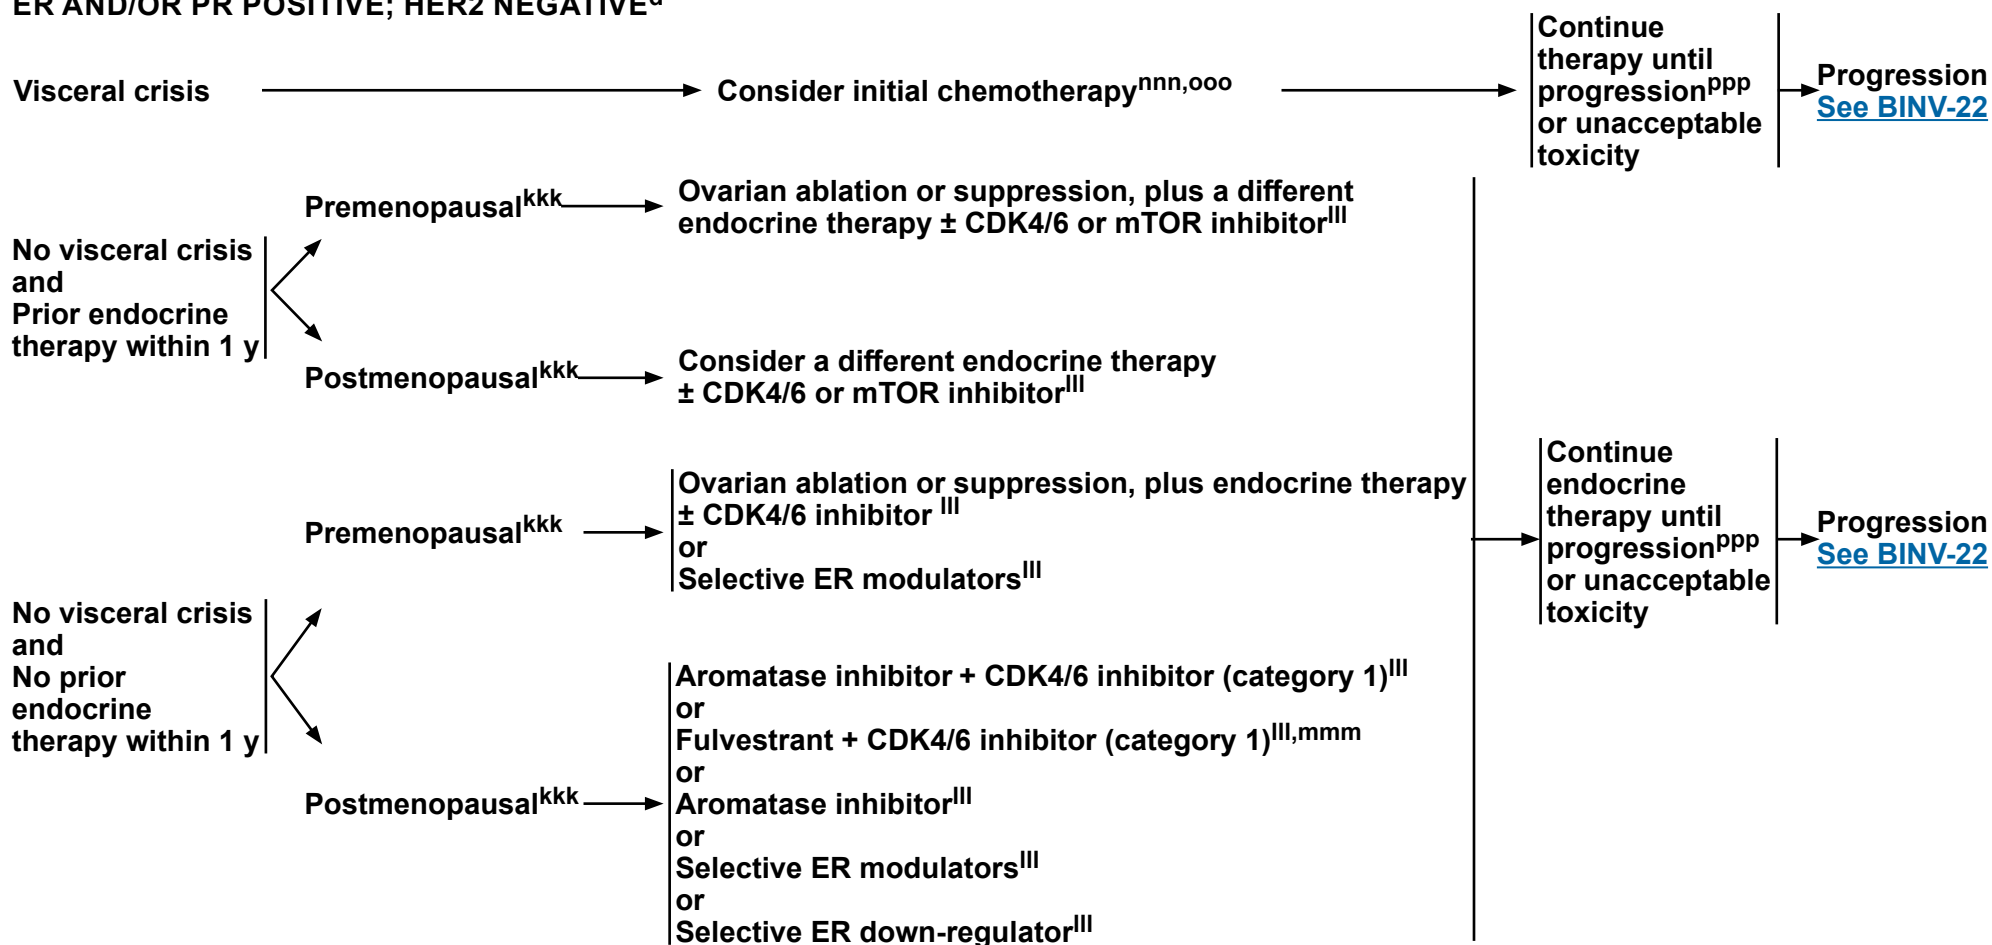 ER AND/OR PR POSITIVE; HER2 NEGATIVEd
Visceral crisis
Consider initial chemotherapynnn,ooo
Continue
therapy until
progressionppp
or unacceptable
toxicity
Progression
See BINV-22
No visceral crisis
and
Prior endocrine
therapy within 1 y
Premenopausalkkk
Ovarian ablation or suppression, plus a different
endocrine therapy ± CDK4/6 or mTOR inhibitorlll
Postmenopausalkkk
Consider a different endocrine therapy
± CDK4/6 or mTOR inhibitorlll
No visceral crisis
and
No prior
endocrine
therapy within 1 y
Premenopausalkkk
Ovarian ablation or suppression, plus endocrine therapy
± CDK4/6 inhibitor lll
or
Selective ER modulatorslll
Postmenopausalkkk
Aromatase inhibitor + CDK4/6 inhibitor (category 1)lll
or
Fulvestrant + CDK4/6 inhibitor (category 1)lll,mmm
or
Aromatase inhibitorlll
or
Selective ER modulatorslll
or
Selective ER down-regulatorlll
Continue
endocrine
therapy until
progressionppp
or unacceptable
toxicity
Progression
See BINV-22